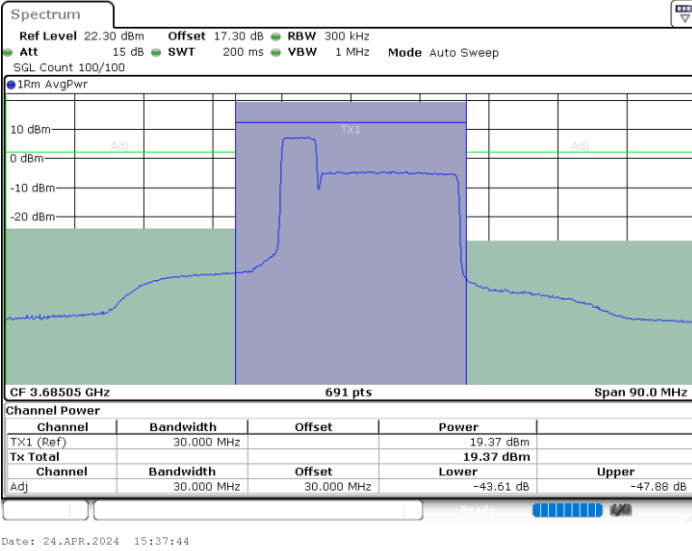 Spectrum
Ref Level 22.30 dBm Offset 17.30 dB RBW 300 kHz
Att 15 dB SWT 200 ms VBW 1 MHz Mode Auto Sweep
SGL Count 100/100
1Rm AvgPwr
10 dBm
TX1
Adj
Adj
0 dBm
-10 dBm
-20 dBm
CF 3.68505 GHz 691 pts Span 90.0 MHz
Channel Power
Channel Bandwidth Offset Power
TX1 (Ref) 30.000 MHz 19.37 dBm
Tx Total 19.37 dBm
Channel Bandwidth Offset Lower Upper
Adj 30.000 MHz 30.000 MHz -43.61 dB -47.88 dB
Ready
Date: 24.APR.2024 15:37:44